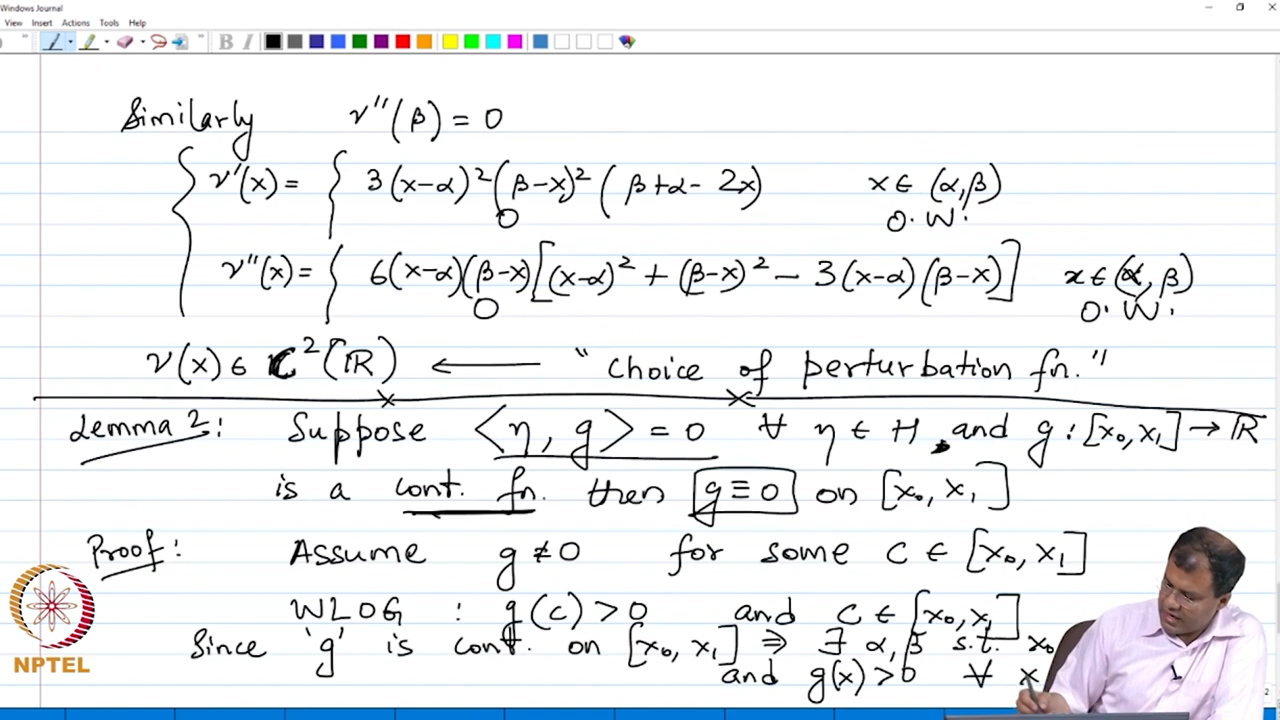 Windows Journal
View Insert Actions Tools Help
Similarly ν''(β) = 0
ν'(x) = { 3(x-α)²(β-x)²(β+α-2x) x ∈ (α,β)
0 O.W.
ν''(x) = { 6(x-α)(β-x)[(x-α)² + (β-x)² - 3(x-α)(β-x)] x ∈ (α,β)
0 O.W.
ν(x) ∈ C²(ℝ) ← "choice of perturbation fn."
Lemma 2: Suppose <η, g> = 0 ∀ η ∈ H, and g : [x₀, x₁] → ℝ
is a cont. fn. then g ≡ 0 on [x₀, x₁]
Proof: Assume g ≠ 0 for some c ∈ [x₀, x₁]
WLOG : g(c) > 0 and c ∈ [x₀, x₁]
Since 'g' is cont. on [x₀, x₁] ⇒ ∃ α, β s.t. x₀
and g(x) > 0 ∀ x
NPTEL